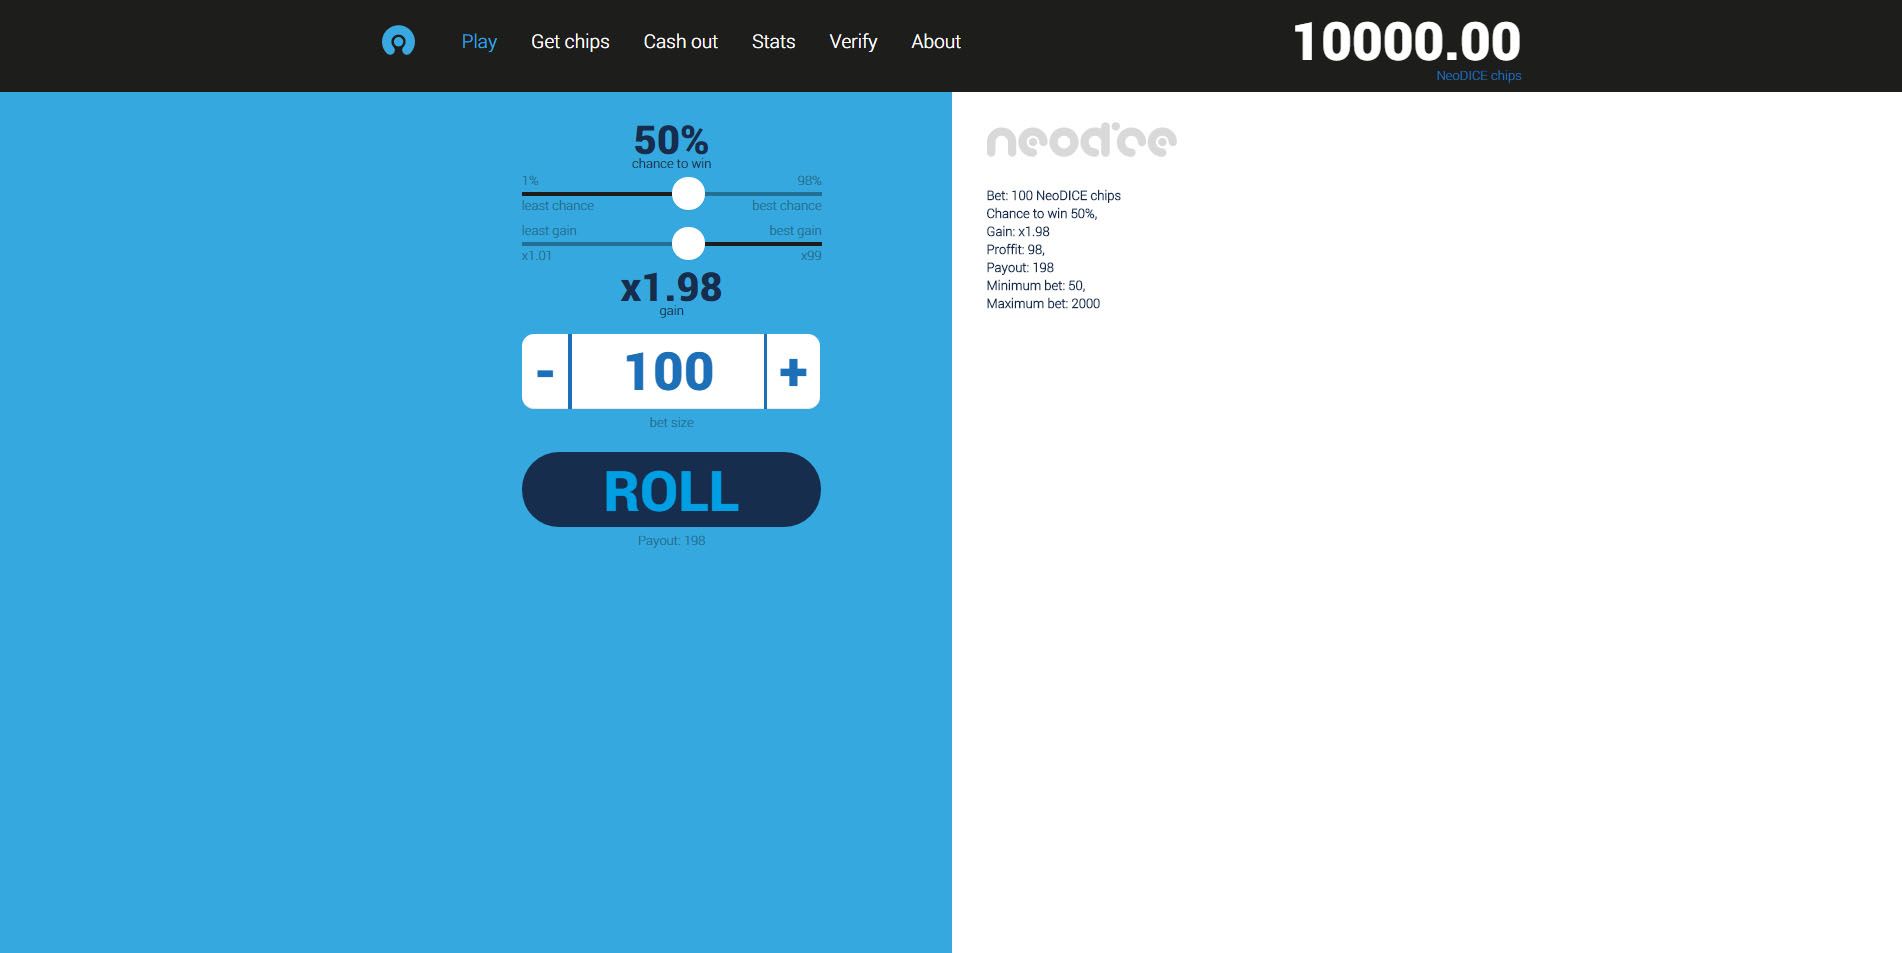 Play Get chips Cash out Stats Verify About
10000.00
NeoDICE chips
50%
chance to win
1% 98%
least chance best chance
least gain best gain
x1.01 x99
x1.98
gain
- 100 +
bet size
ROLL
Payout: 198
neodice
Bet: 100 NeoDICE chips
Chance to win 50%,
Gain: x1.98
Proffit: 98,
Payout: 198
Minimum bet: 50,
Maximum bet: 2000